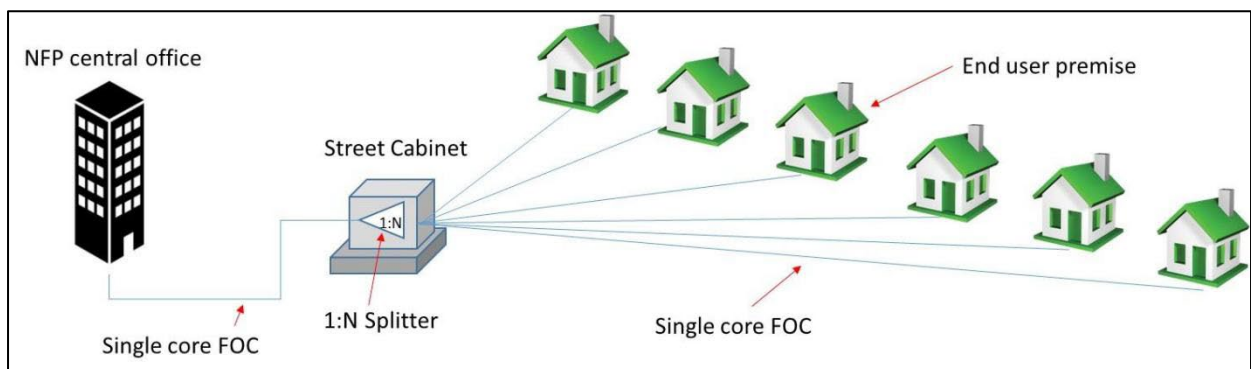 NFP central office
End user premise
Street Cabinet
1:N
1:N Splitter
Single core FOC
Single core FOC